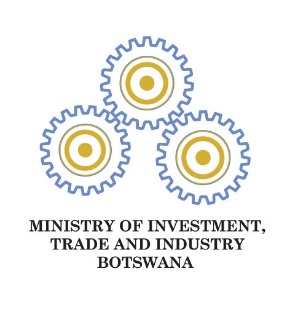 MINISTRY OF INVESTMENT,
TRADE AND INDUSTRY
BOTSWANA